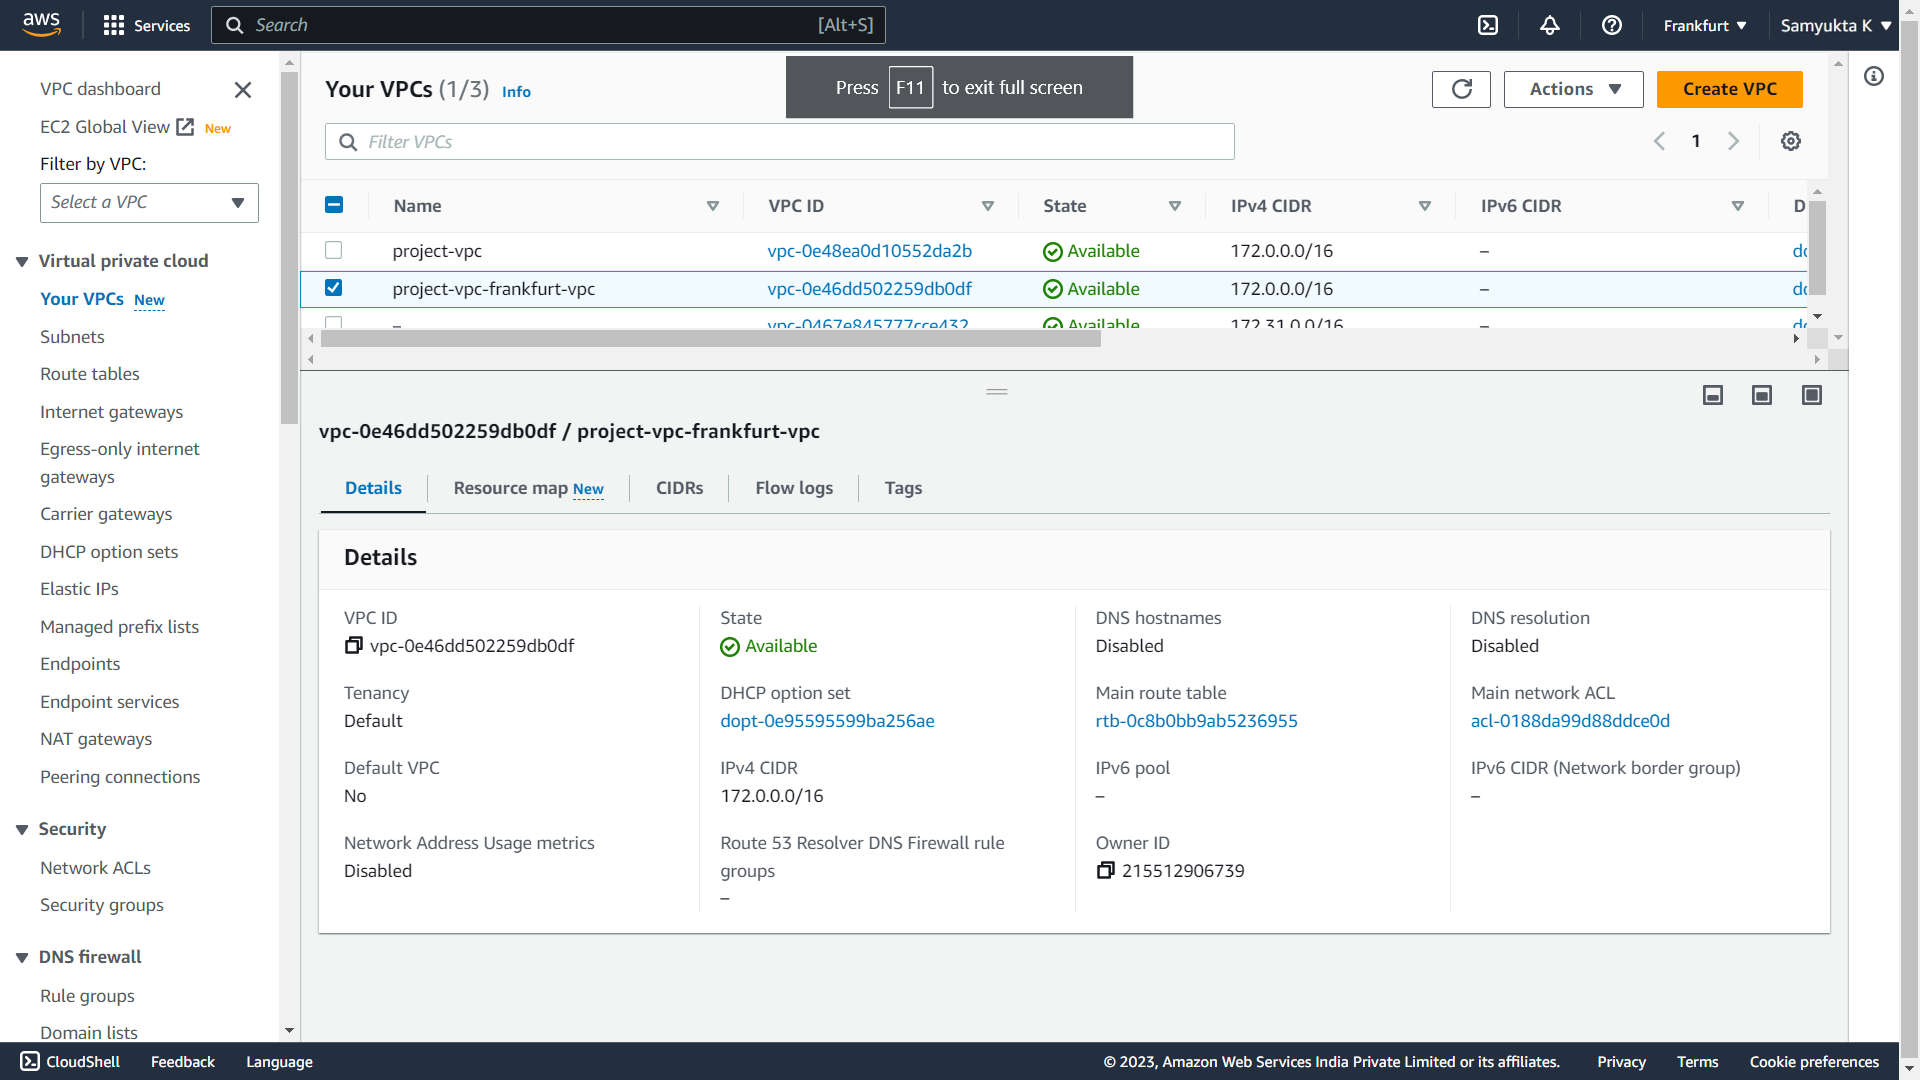 aws
Services
Search
[Alt+S]
Frankfurt
Samyukta K
VPC dashboard
EC2 Global View New
Filter by VPC:
Select a VPC
Virtual private cloud
Your VPCs New
Subnets
Route tables
Internet gateways
Egress-only internet
gateways
Carrier gateways
DHCP option sets
Elastic IPs
Managed prefix lists
Endpoints
Endpoint services
NAT gateways
Peering connections
Security
Network ACLs
Security groups
DNS firewall
Rule groups
Domain lists
Your VPCs (1/3) Info
Press F11 to exit full screen
Actions
Create VPC
Filter VPCs
1
Name VPC ID State IPv4 CIDR IPv6 CIDR D
project-vpc vpc-0e48ea0d10552da2b Available 172.0.0.0/16 –
project-vpc-frankfurt-vpc vpc-0e46dd502259db0df Available 172.0.0.0/16 –
– vpc-0467e845777cce432 Available 172.31.0.0/16 –
vpc-0e46dd502259db0df / project-vpc-frankfurt-vpc
Details Resource map New CIDRs Flow logs Tags
Details
VPC ID
vpc-0e46dd502259db0df
State
Available
DNS hostnames
Disabled
DNS resolution
Disabled
Tenancy
Default
DHCP option set
dopt-0e95595599ba256ae
Main route table
rtb-0c8b0bb9ab5236955
Main network ACL
acl-0188da99d88ddce0d
Default VPC
No
IPv4 CIDR
172.0.0.0/16
IPv6 pool
–
IPv6 CIDR (Network border group)
–
Network Address Usage metrics
Disabled
Route 53 Resolver DNS Firewall rule
groups
–
Owner ID
215512906739
CloudShell Feedback Language
© 2023, Amazon Web Services India Private Limited or its affiliates. Privacy Terms Cookie preferences